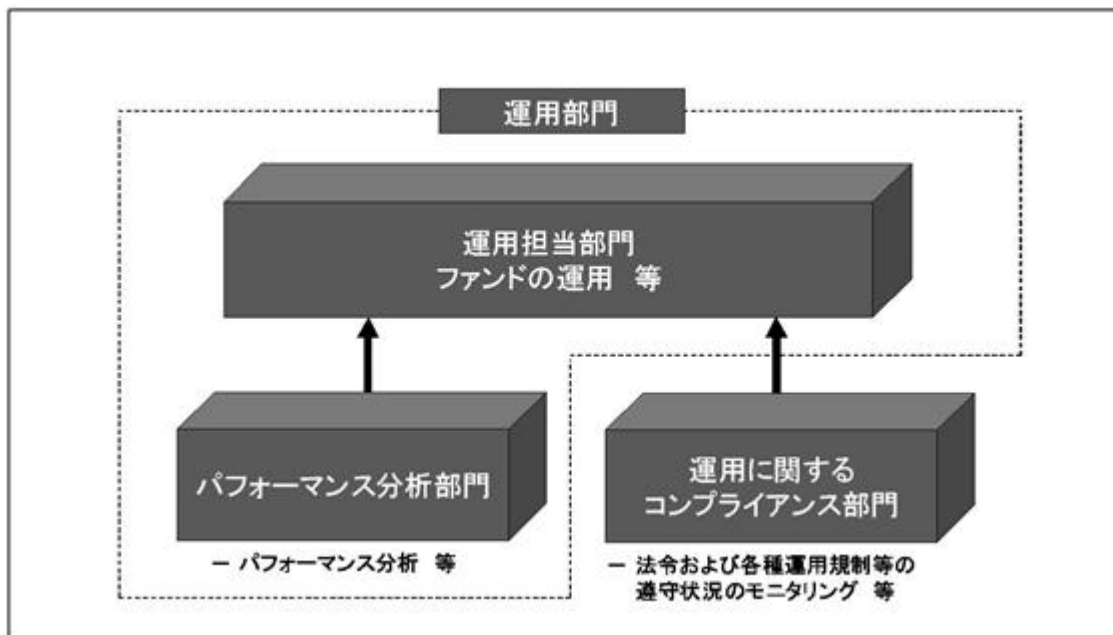 運用部門
運用担当部門
ファンドの運用 等
パフォーマンス分析部門
－ パフォーマンス分析 等
運用に関する
コンプライアンス部門
－ 法令および各種運用規制等の
遵守状況のモニタリング 等